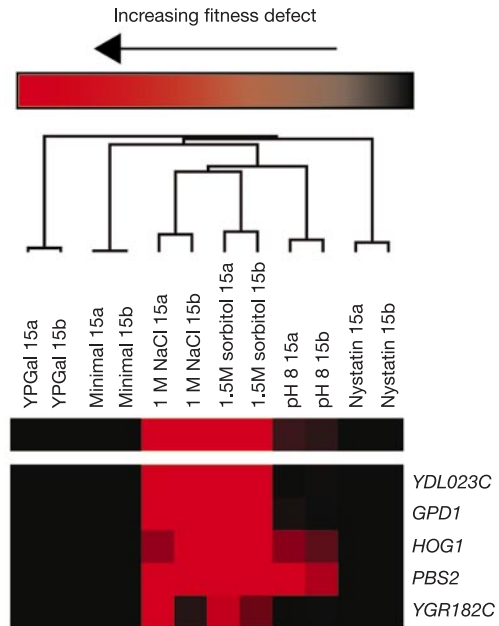 Increasing fitness defect
YPGal 15a
YPGal 15b
Minimal 15a
Minimal 15b
1 M NaCl 15a
1 M NaCl 15b
1.5M sorbitol 15a
1.5M sorbitol 15b
pH 8 15a
pH 8 15b
Nystatin 15a
Nystatin 15b
YDL023C
GPD1
HOG1
PBS2
YGR182C